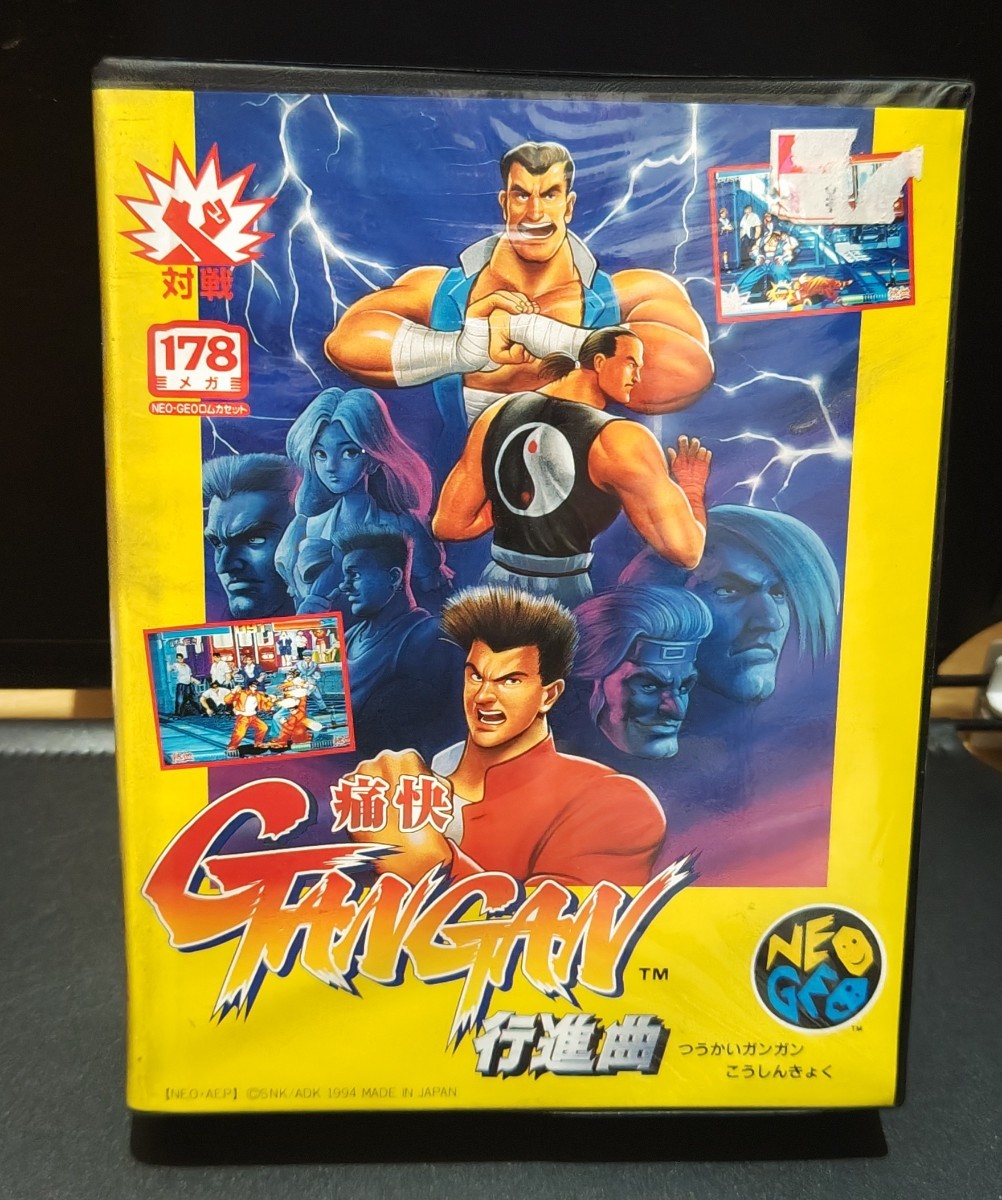 対戦
178
メガ
NEO・GEOロムカセット
PUSH
痛快
GANGAN
TM
行進曲
NEO
GEO
TM
つうかいガンガン
こうしんきょく
【NEO・AEP】 ©SNK/ADK 1994 MADE IN JAPAN